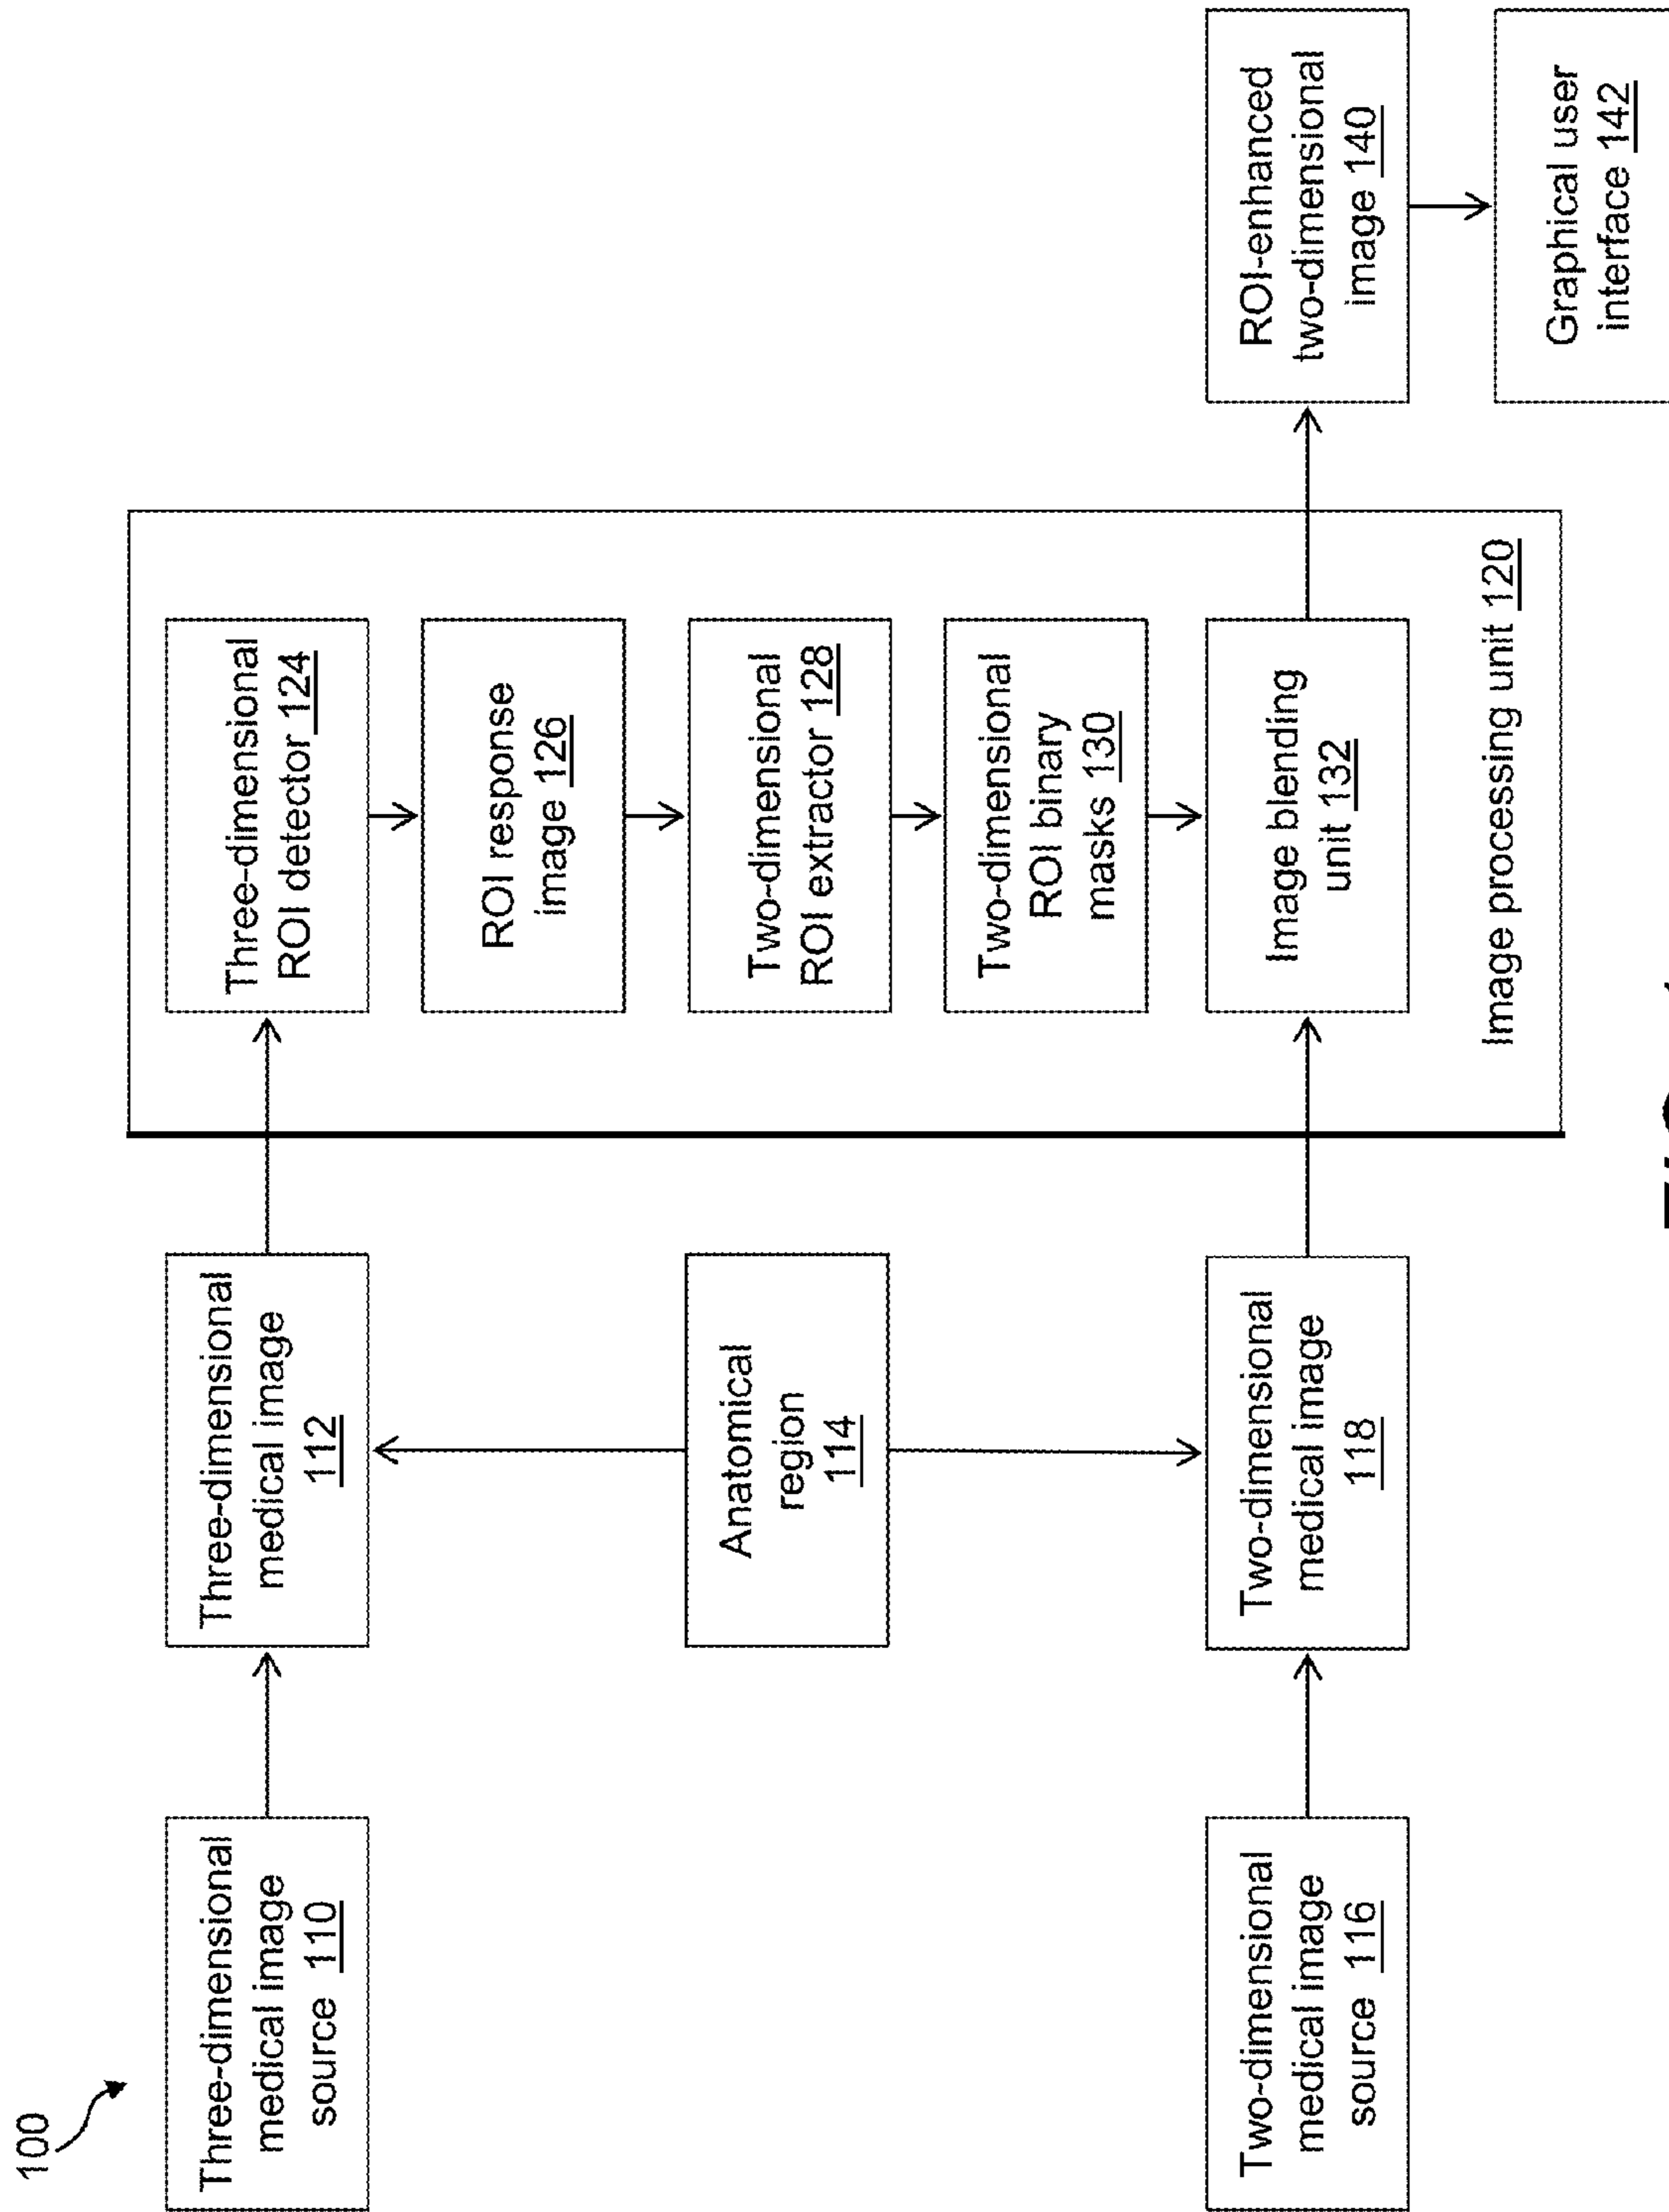 100
Three-dimensional
medical image
source 110
Three-dimensional
medical image
112
Anatomical
region
114
Two-dimensional
medical image
source 116
Two-dimensional
medical image
118
Three-dimensional
ROI detector 124
ROI response
image 126
Two-dimensional
ROI extractor 128
Two-dimensional
ROI binary
masks 130
Image blending
unit 132
Image processing unit 120
ROI-enhanced
two-dimensional
image 140
Graphical user
interface 142